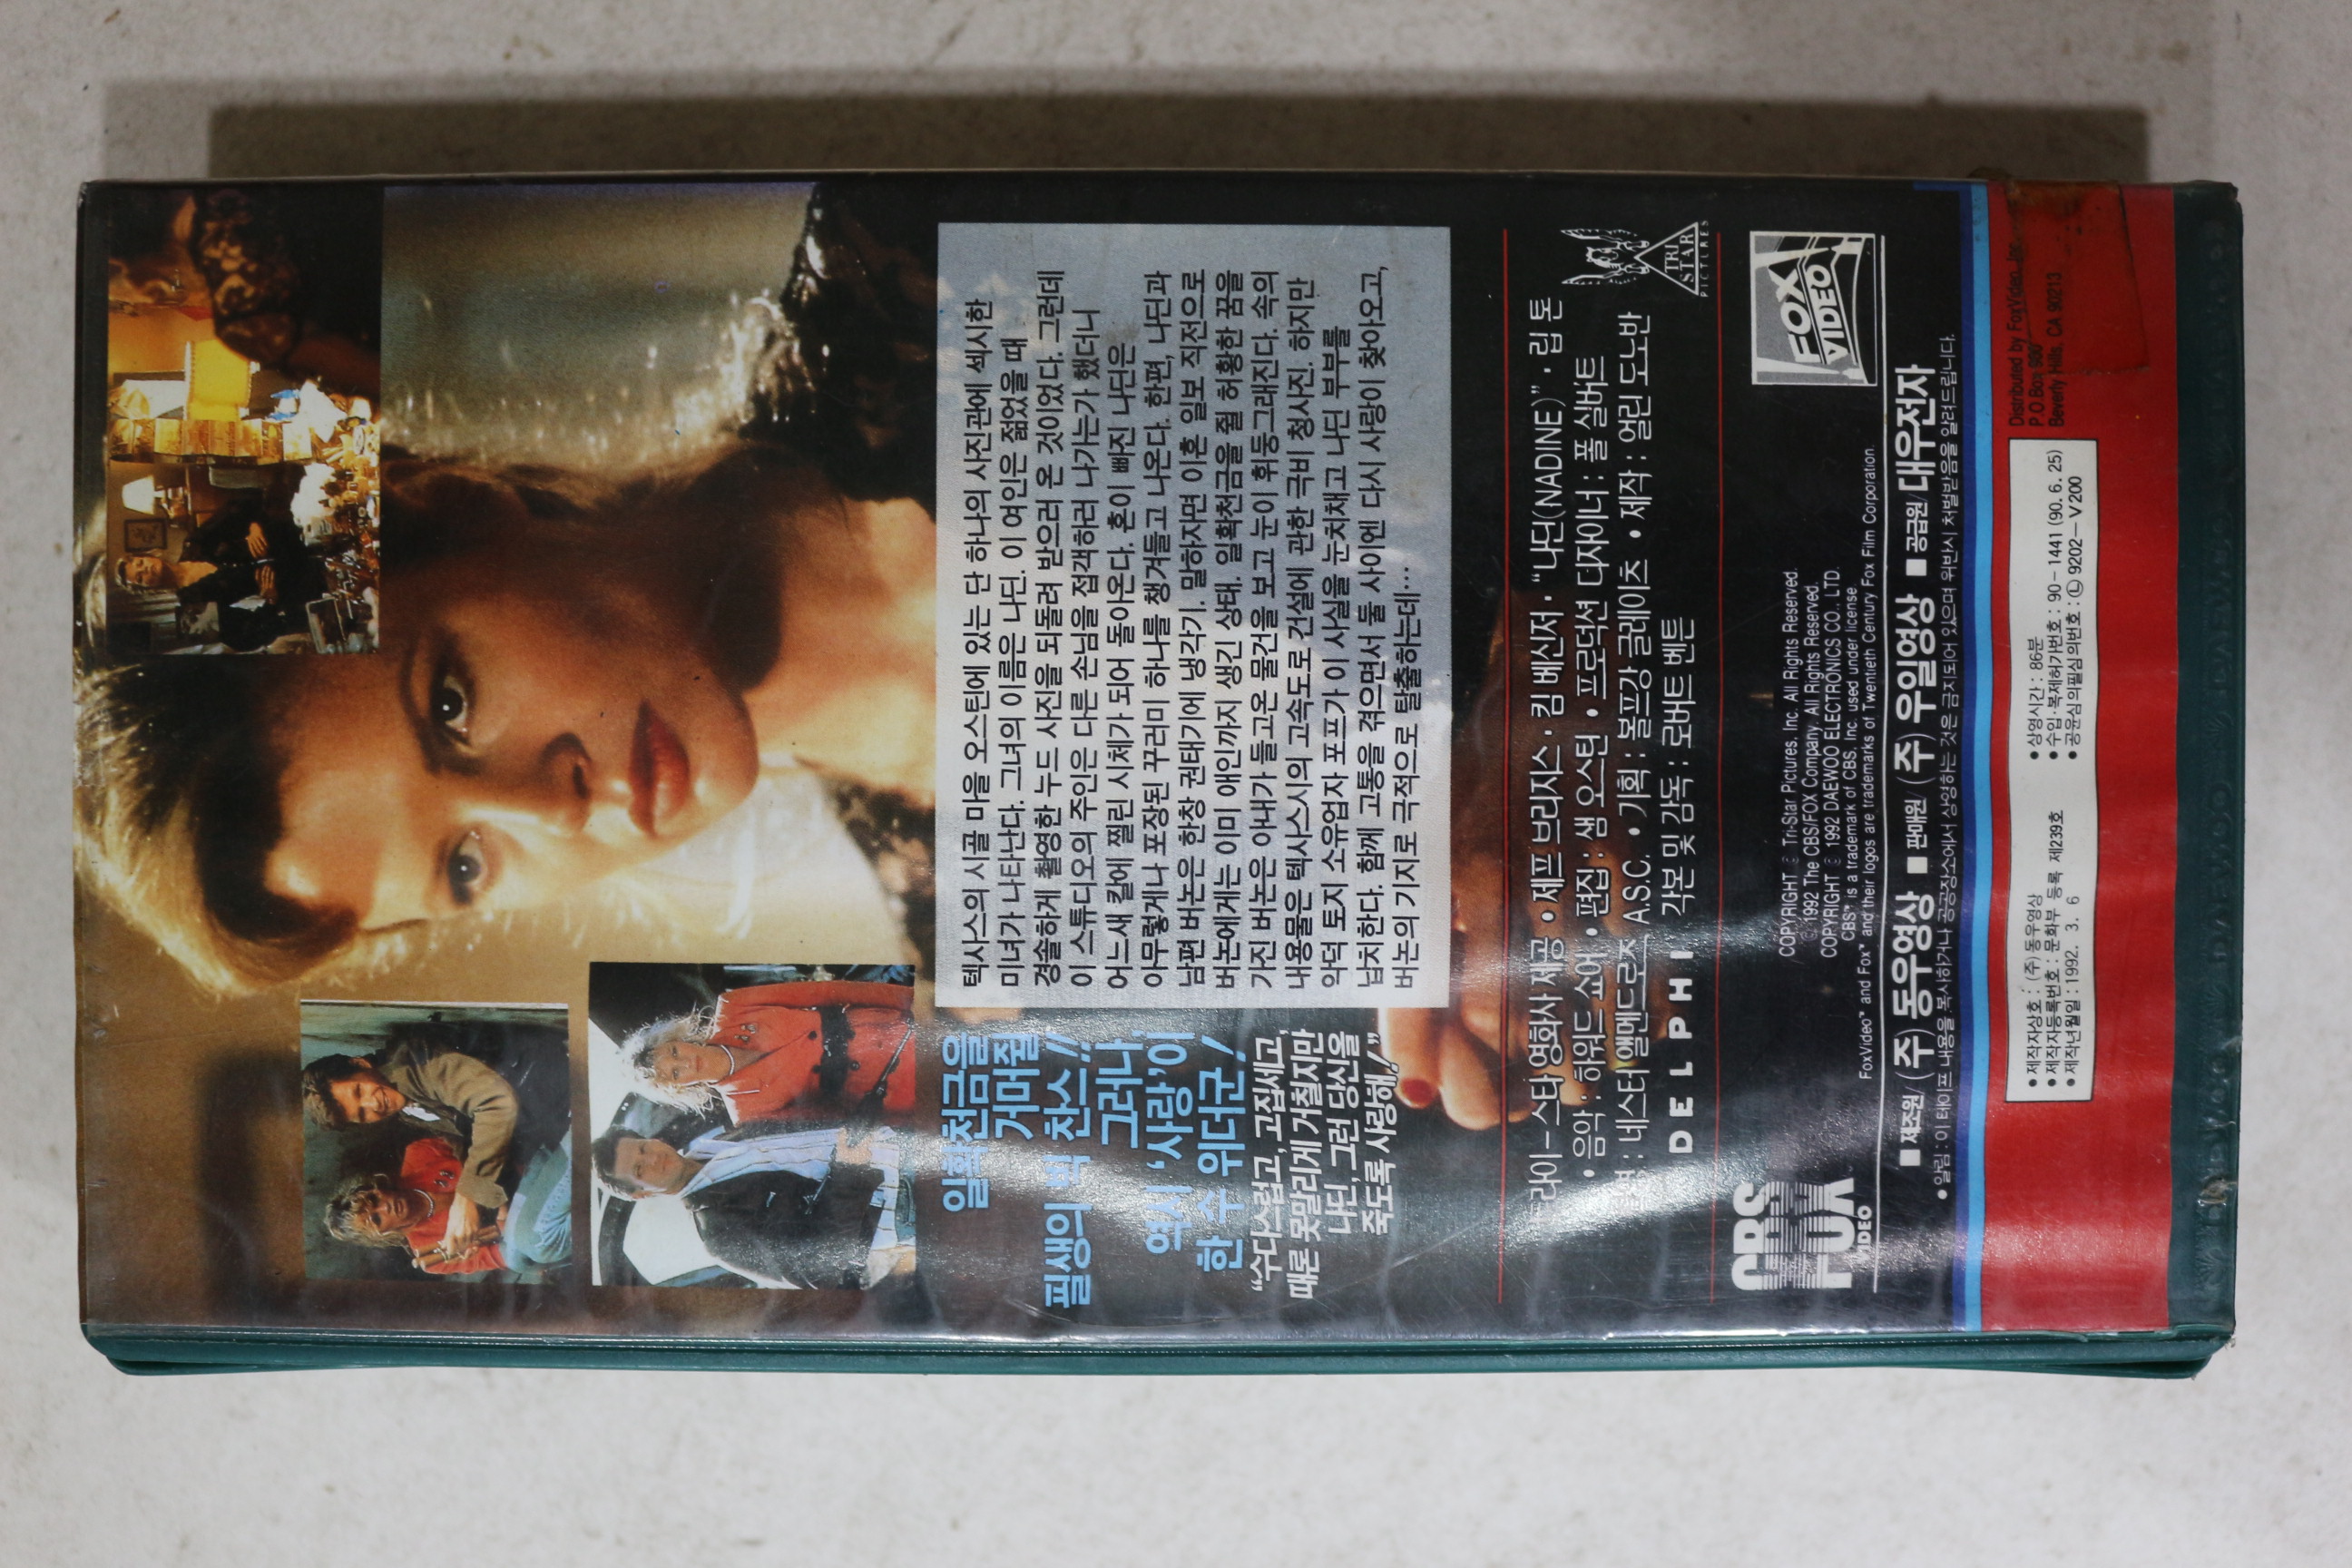 일확천금을
거머쥘
필생의 빅 찬스!!
그러나
역시 '사랑'이
한 수 위더군!
“수다스럽고, 고집세고,
때론 못말리게 거칠지만
나딘, 그런 당신을
죽도록 사랑해!”
텍사스의 시골 마을 오스틴에 있는 단 하나의 사진관에 섹시한
미녀가 나타난다. 그녀의 이름은 나딘. 이 여인은 젊었을 때
경솔하게 촬영한 누드 사진을 되돌려 받으러 온 것이었다. 그런데
이 스튜디오의 주인은 다른 손님을 접객하러 나가는가 했더니
어느새 칼에 찔린 시체가 되어 돌아온다. 혼이 빠진 나딘은
아무렇게나 포장된 꾸러미 하나를 챙겨들고 나온다. 한편, 나딘과
남편 버논은 한창 권태기에 냉각기, 말하자면 이혼 일보 직전으로
버논에게는 이미 애인까지 생긴 상태. 일확천금을 쥘 허황한 꿈을
가진 버논은 아내가 들고온 물건을 보고 눈이 휘둥그래진다. 속의
내용물은 텍사스시의 고속도로 건설에 관한 극비 청사진. 하지만
악덕 토지 소유업자 포프가 이 사실을 눈치채고 나딘 부부를
납치한다. 함께 고통을 겪으면서 둘 사이엔 다시 사랑이 찾아오고,
버논의 기지로 극적으로 탈출하는데…
트라이-스타 영화사 제공 • 제프 브리지스 · 킴 베신저 · “나딘(NADINE)” · 립 톤
• 음악 : 하워드 쇼어 • 편집 : 샘 오스틴 • 프로덕션 디자이너 : 폴 실버트
: 네스터 앨멘드로즈 A.S.C. • 기획 : 볼프강 글레이츠 • 제작 : 얼린 도노반
DELPHI 각본 및 감독 : 로버트 벤튼
TRI STAR
PICTURES
CBS
FOX
VIDEO
COPYRIGHT © Tri-Star Pictures, Inc. All Rights Reserved.
© 1992 The CBS/FOX Company. All Rights Reserved.
COPYRIGHT © 1992 DAEWOO ELECTRONICS CO., LTD.
CBS™ is a trademark of CBS, Inc. used under license.
FoxVideo™ and Fox™ and their logos are trademarks of Twentieth Century Fox Film Corporation.
FOX
VIDEO
■ 제조원/(주)동우영상 ■ 판매원/(주)우일영상 ■ 공급원/대우전자
• 알림 : 이 테이프 내용을 복사하거나 공공장소에서 상영하는 것은 금지되어 있으며 위반시 처벌받음을 알려드립니다.
• 제작자상호 : (주)동우영상
• 제작자등록번호 : 문화부 등록 제239호
• 제작년월일 : 1992. 3. 6
• 상영시간 : 86분
• 수입·복제허가번호 : 90-1441 (90. 6. 25)
• 공윤심의필심의번호 : Ⓛ 9202-V200
Distributed by FoxVideo, Inc.
P.O. Box 900
Beverly Hills, CA 90213